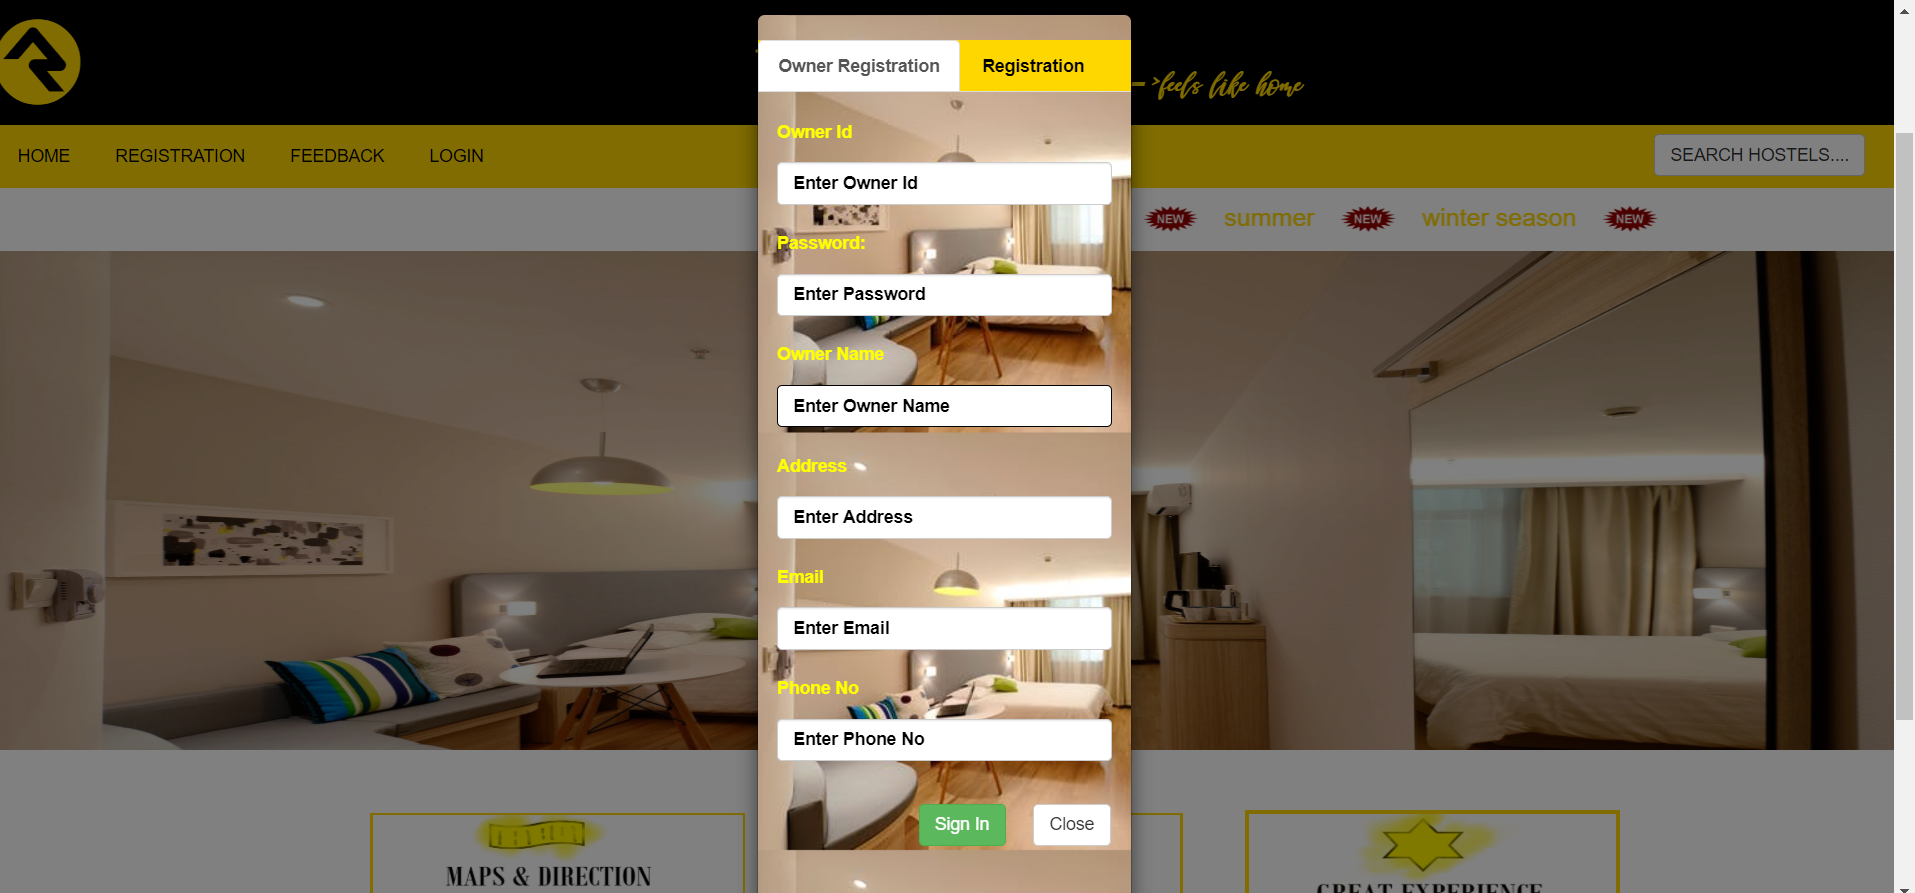 Owner Registration Registration
->feels like home
HOME REGISTRATION FEEDBACK LOGIN
SEARCH HOSTELS....
NEW summer NEW winter season NEW
Owner Id
Enter Owner Id
Password:
Enter Password
Owner Name
Enter Owner Name
Address
Enter Address
Email
Enter Email
Phone No
Enter Phone No
Sign In Close
MAPS & DIRECTION
GREAT EXPERIENCE